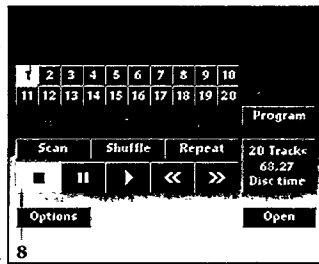 1 2 3 4 5 6 7 8 9 10
11 12 13 14 15 16 17 18 19 20
Program
Scan Shuffle Repeat
20 Tracks
68.27
Disc time
Options Open
8